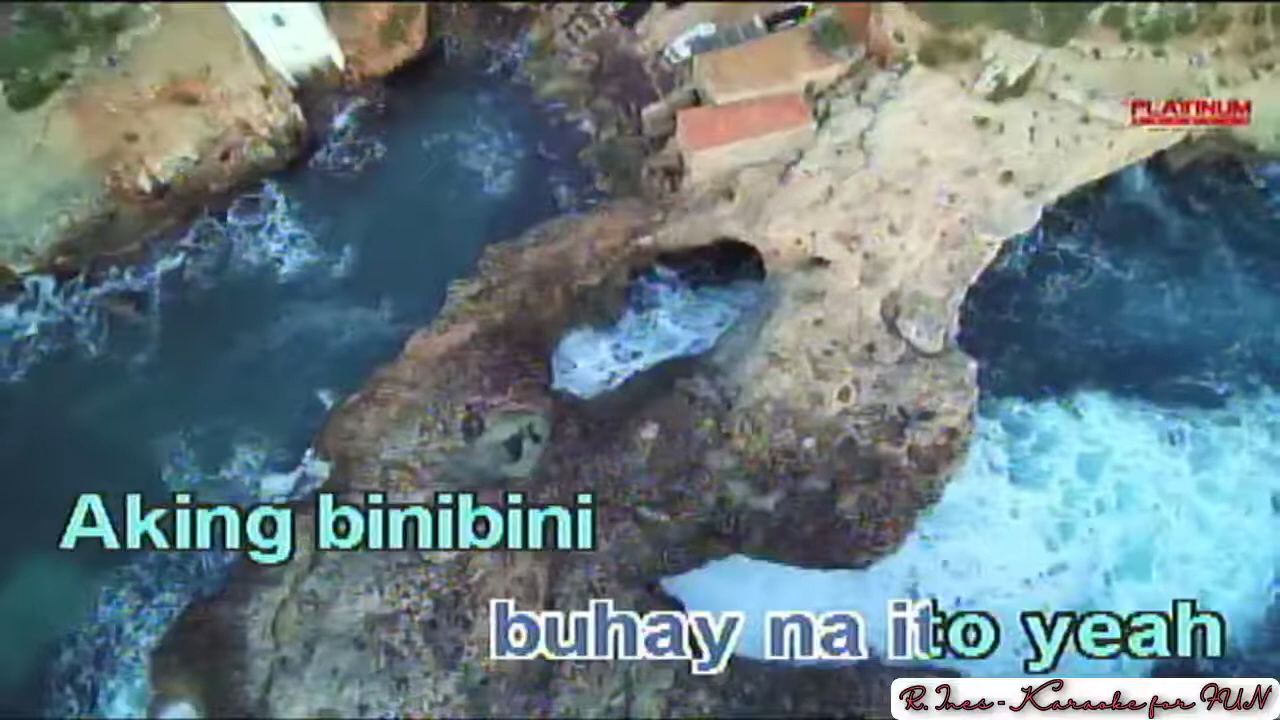 PLATINUM
Aking binibini
buhay na ito yeah
R. Ines - Karaoke for FUN